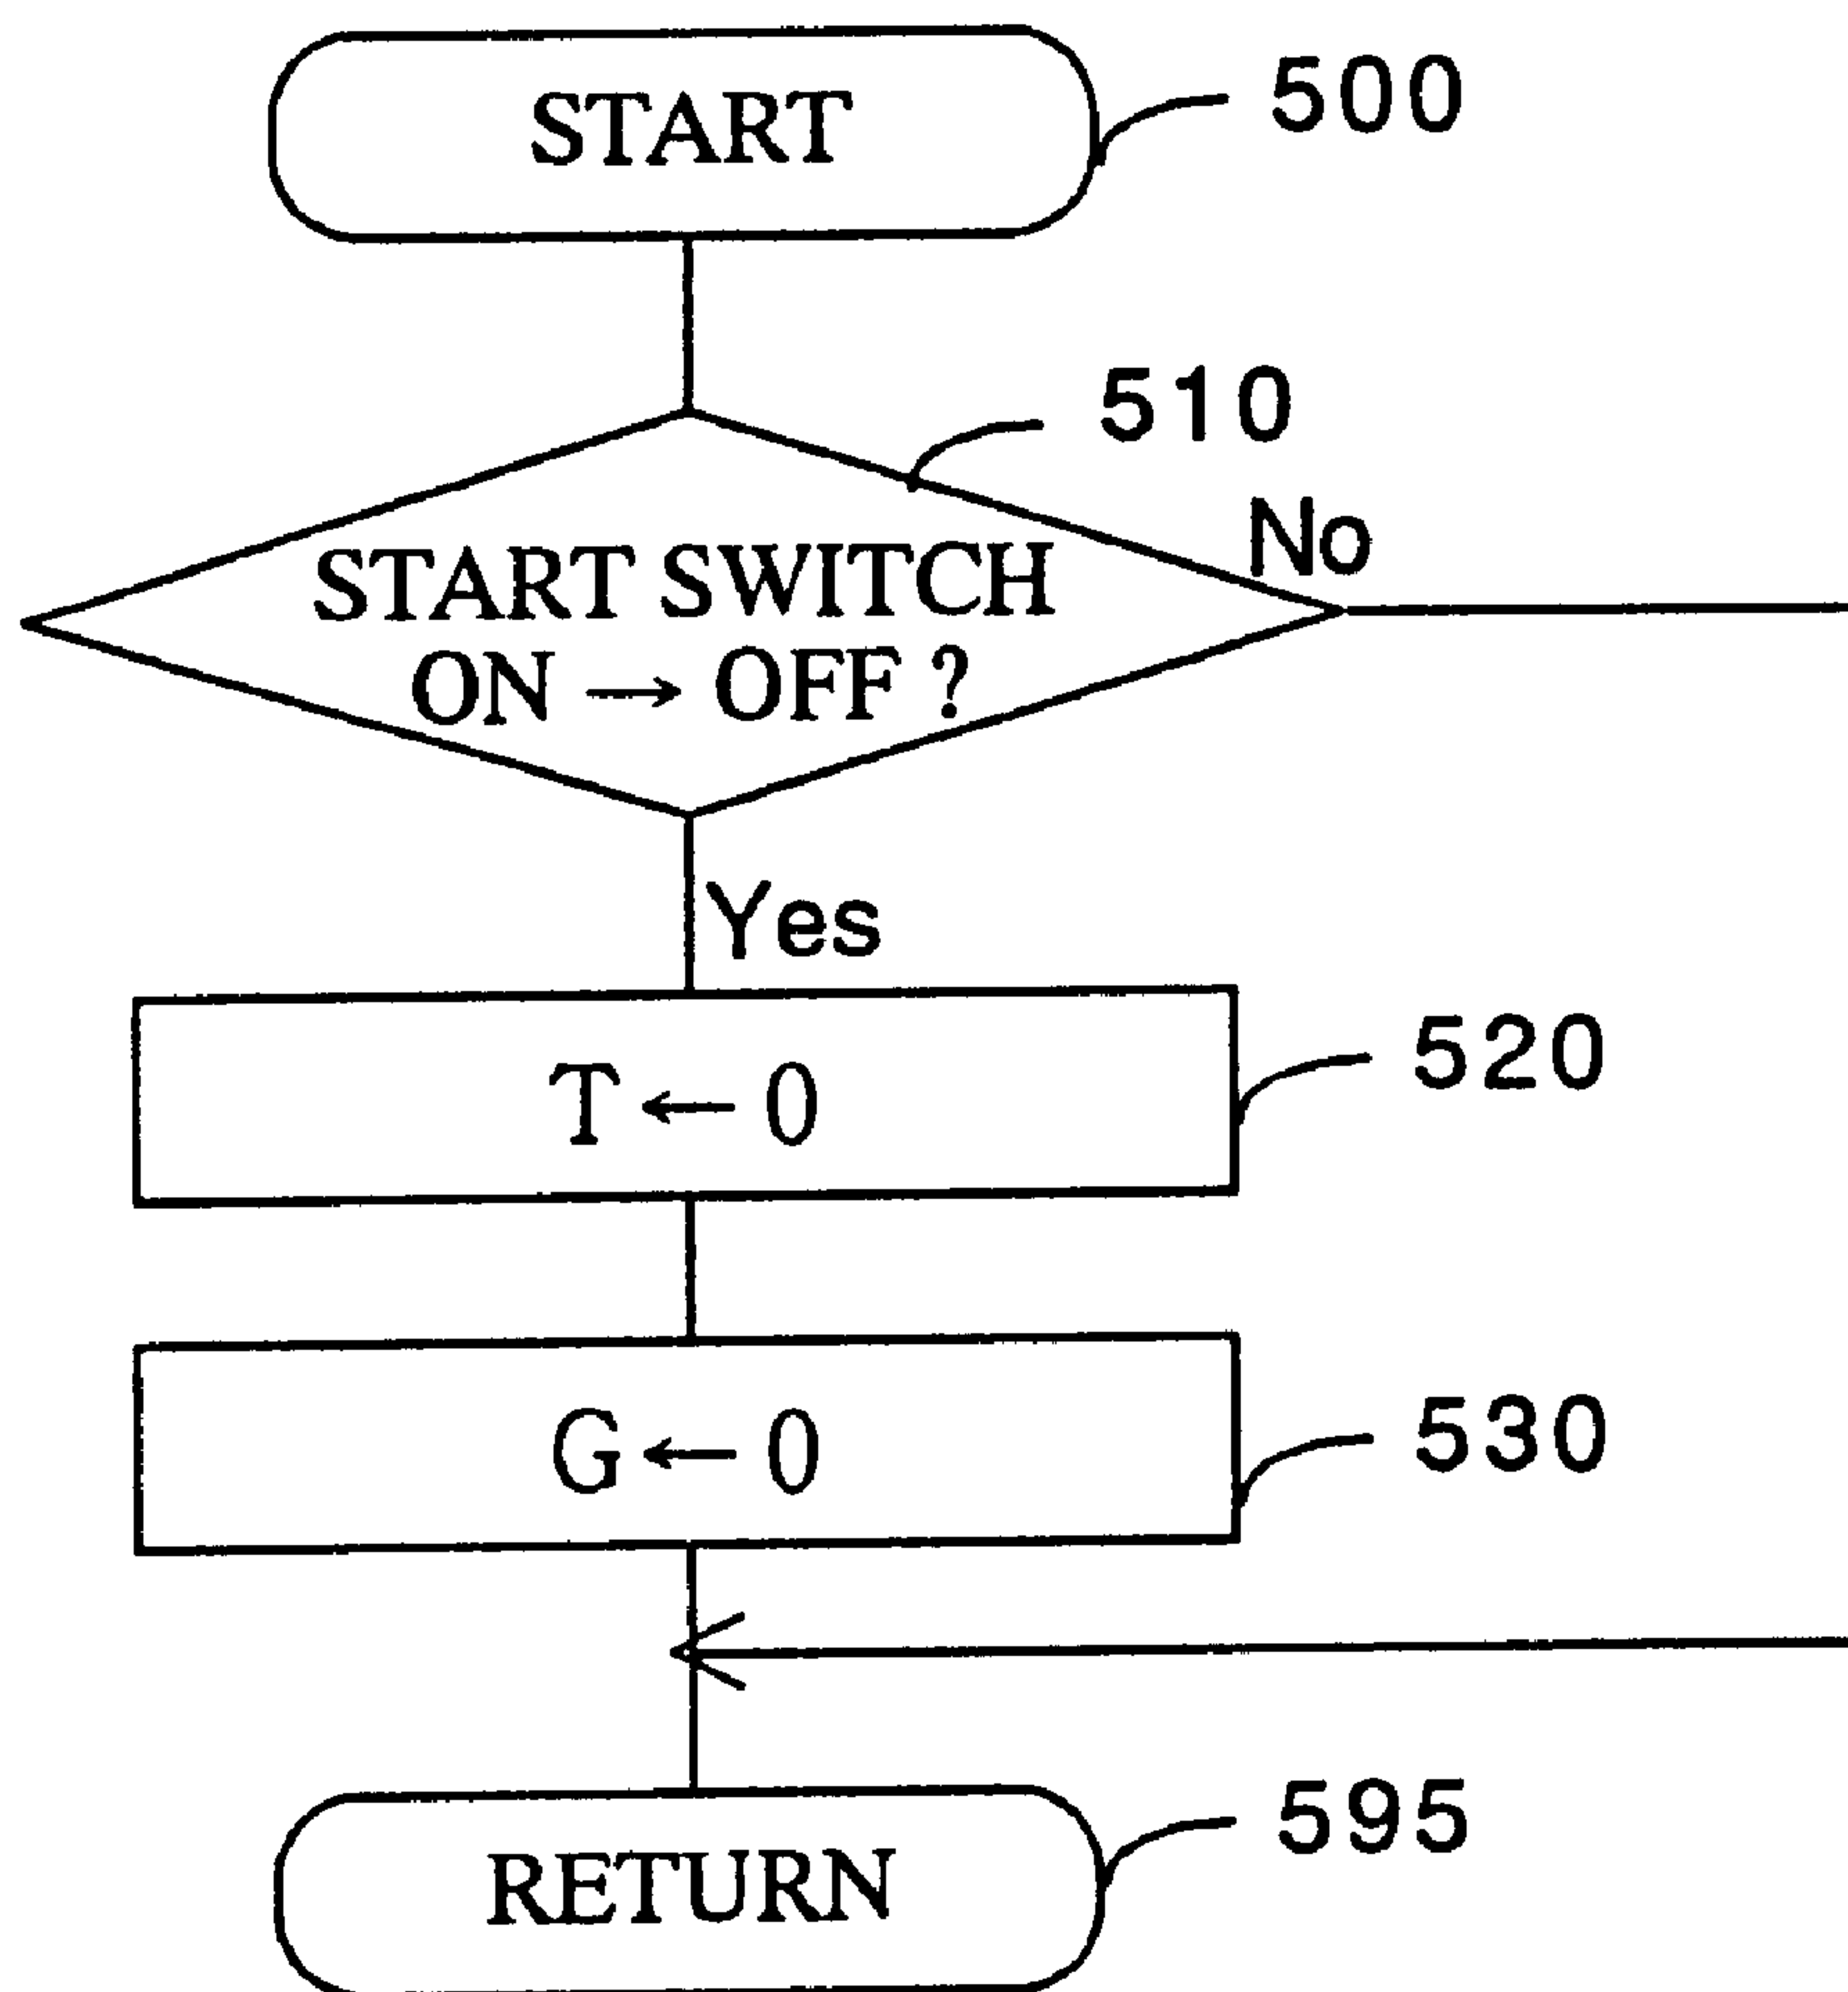 START
500
510
No
START SWITCH
ON → OFF ?
Yes
T ← 0
520
G ← 0
530
595
RETURN